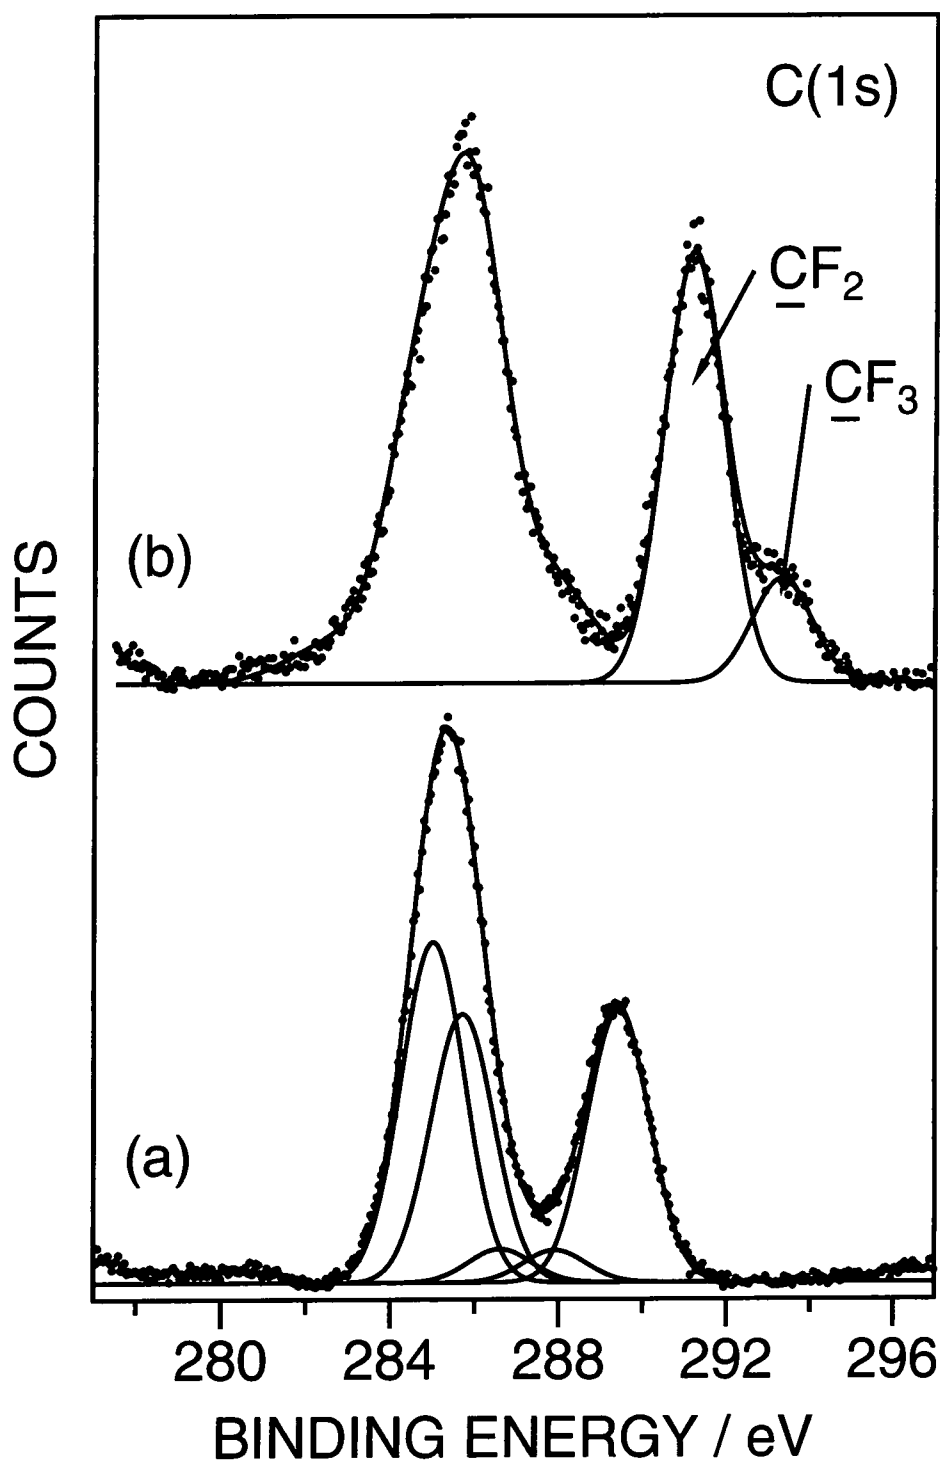 C(1s)
CF₂
CF₃
(b)
COUNTS
(a)
280 284 288 292 296
BINDING ENERGY / eV